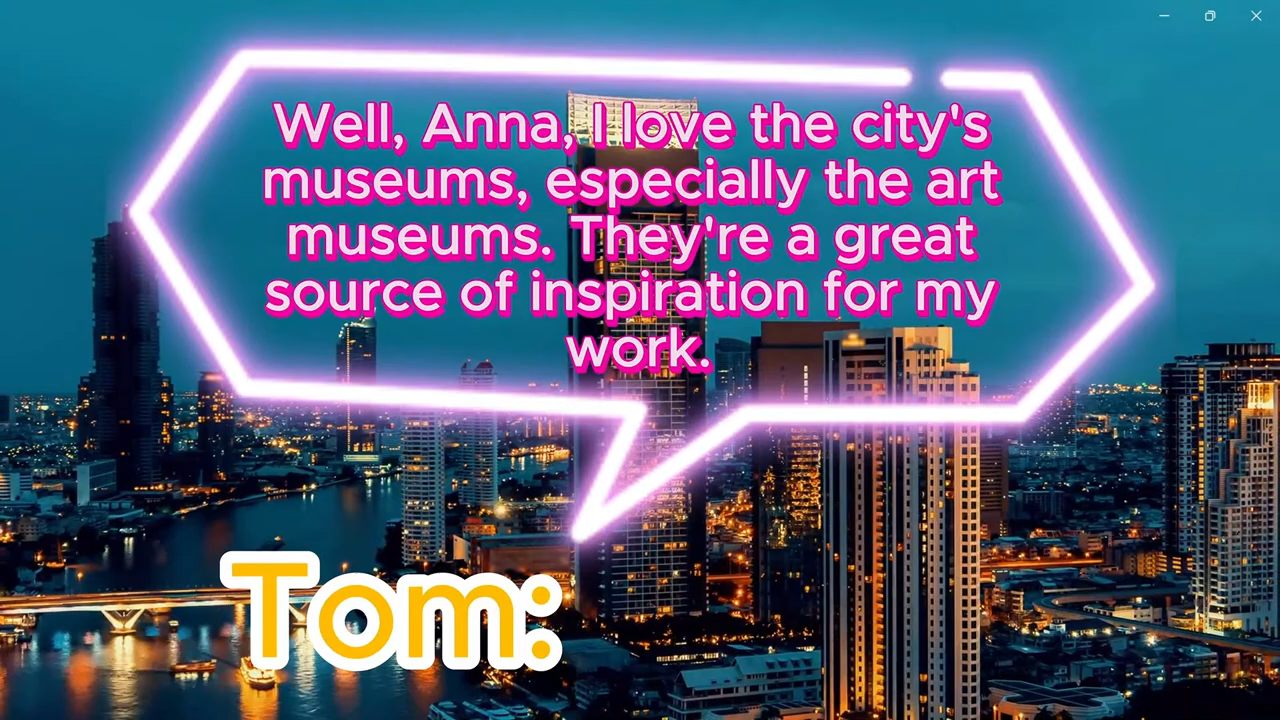 Well, Anna, I love the city's
museums, especially the art
museums. They're a great
source of inspiration for my
work.
Tom: